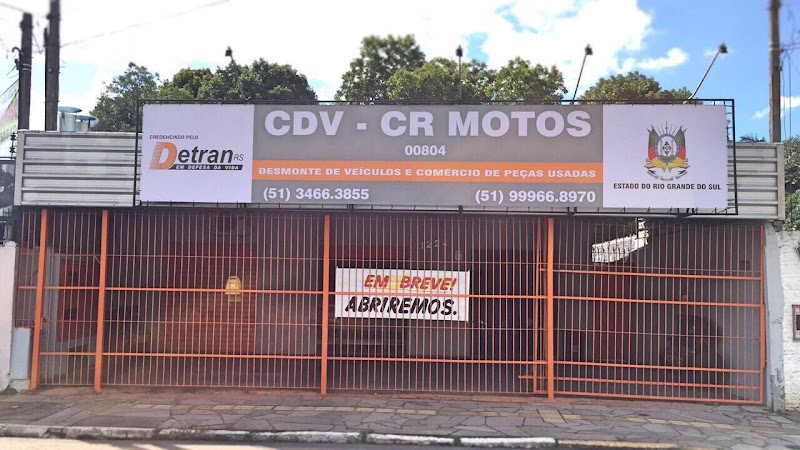 CREDENCIADO PELO
Detran RS
EM DEFESA DA VIDA
CDV - CR MOTOS
00804
DESMONTE DE VEÍCULOS E COMÉRCIO DE PEÇAS USADAS
(51) 3466.3855 (51) 99966.8970
ESTADO DO RIO GRANDE DO SUL
EM BREVE!
ABRIREMOS.